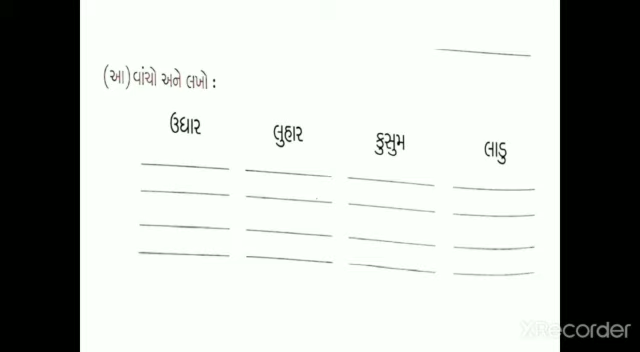 (આ) વાંચો અને લખો :
ઉધાર લુહાર કુસુમ લાડુ
XRecorder